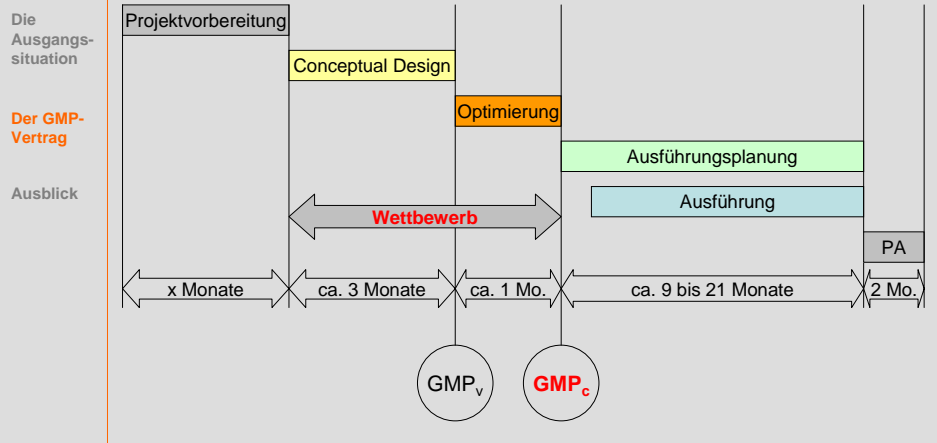 Die
Ausgangs-
situation
Der GMP-
Vertrag
Ausblick
Projektvorbereitung
Conceptual Design
Optimierung
Ausführungsplanung
Ausführung
Wettbewerb
PA
x Monate
ca. 3 Monate
ca. 1 Mo.
ca. 9 bis 21 Monate
2 Mo.
GMPv
GMPc